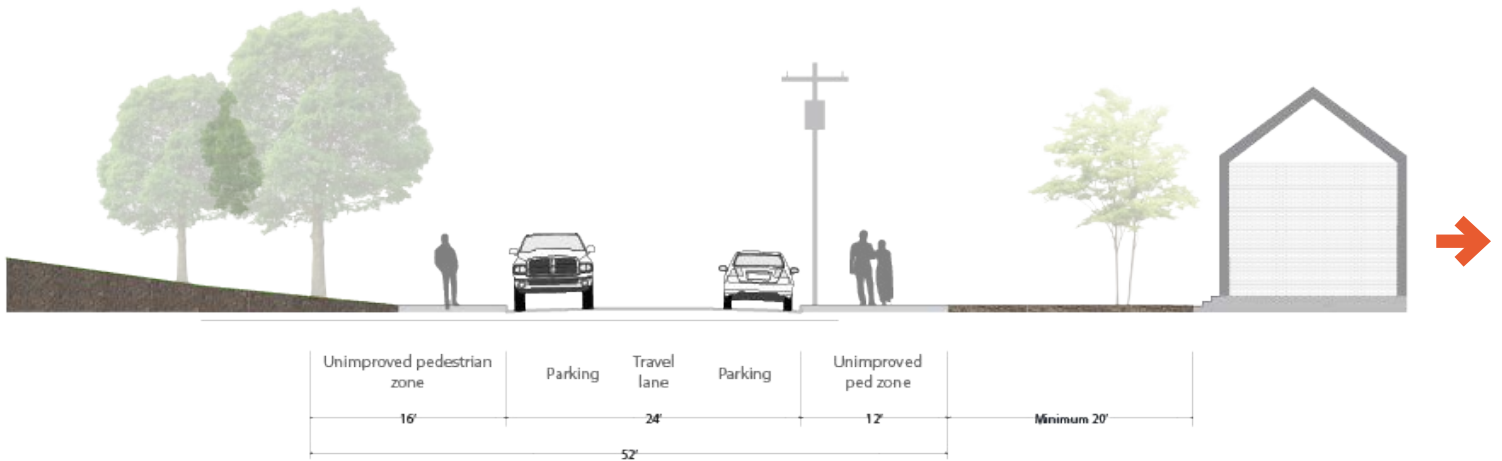 Unimproved pedestrian
zone
Parking
Travel
lane
Parking
Unimproved
ped zone
16'
24'
12'
Minimum 20'
52'